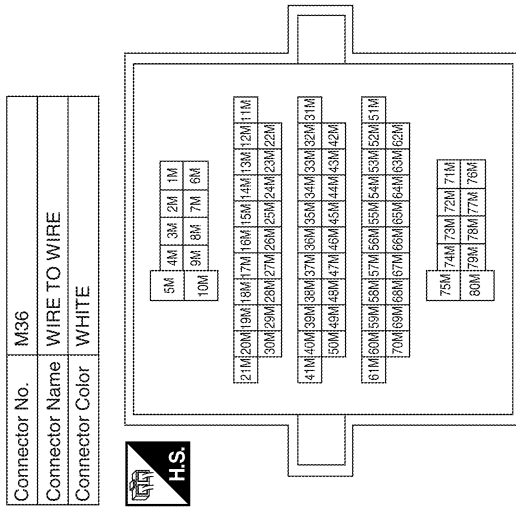 Connector No. M36
Connector Name WIRE TO WIRE
Connector Color WHITE
H.S.
5M 4M 3M 2M 1M
10M 9M 8M 7M 6M
21M 20M 19M 18M 17M 16M 15M 14M 13M 12M 11M
30M 29M 28M 27M 26M 25M 24M 23M 22M
41M 40M 39M 38M 37M 36M 35M 34M 33M 32M 31M
50M 49M 48M 47M 46M 45M 44M 43M 42M
61M 60M 59M 58M 57M 56M 55M 54M 53M 52M 51M
70M 69M 68M 67M 66M 65M 64M 63M 62M
75M 74M 73M 72M 71M
80M 79M 78M 77M 76M